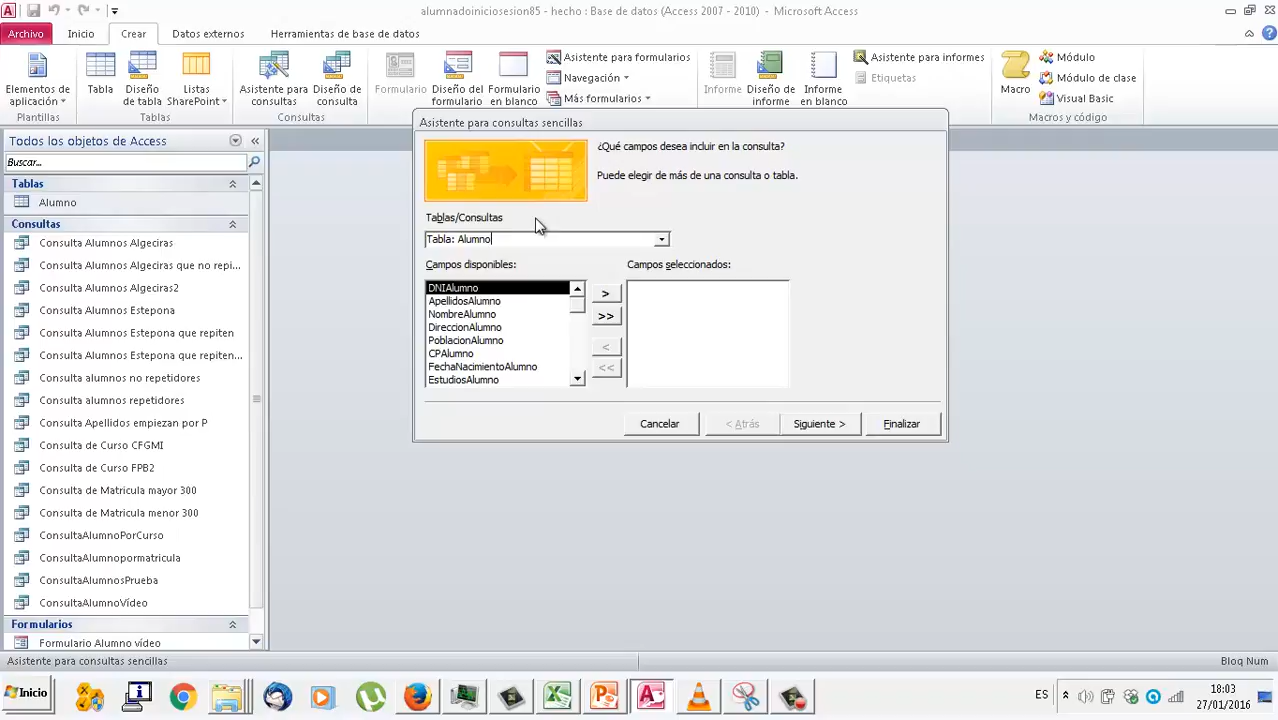 alumnadoiniciosesion85 - hecho : Base de datos (Access 2007 - 2010) - Microsoft Access
Archivo Inicio Crear Datos externos Herramientas de base de datos
Elementos de aplicación
Tabla
Diseño de tabla
Listas SharePoint
Asistente para consultas
Diseño de consulta
Formulario
Diseño del formulario
Formulario en blanco
Asistente para formularios
Navegación
Más formularios
Informe
Diseño de informe
Informe en blanco
Asistente para informes
Etiquetas
Macro
Módulo
Módulo de clase
Visual Basic
Plantillas Tablas Consultas Macros y código
Todos los objetos de Access
Buscar...
Tablas
Alumno
Consultas
Consulta Alumnos Algeciras
Consulta Alumnos Algeciras que no repi...
Consulta Alumnos Algeciras2
Consulta Alumnos Estepona
Consulta Alumnos Estepona que repiten
Consulta Alumnos Estepona que repiten...
Consulta alumnos no repetidores
Consulta alumnos repetidores
Consulta Apellidos empiezan por P
Consulta de Curso CFGMI
Consulta de Curso FPB2
Consulta de Matricula mayor 300
Consulta de Matricula menor 300
ConsultaAlumnoPorCurso
ConsultaAlumnopormatricula
ConsultaAlumnosPrueba
ConsultaAlumnoVídeo
Formularios
Formulario Alumno vídeo
Asistente para consultas sencillas
¿Qué campos desea incluir en la consulta?
Puede elegir de más de una consulta o tabla.
Tablas/Consultas
Tabla: Alumno
Campos disponibles: Campos seleccionados:
DNIAlumno
ApellidosAlumno
NombreAlumno
DireccionAlumno
PoblacionAlumno
CPAlumno
FechaNacimientoAlumno
EstudiosAlumno
>
>>
<
<<
Cancelar < Atrás Siguiente > Finalizar
Asistente para consultas sencillas Bloq Num
Inicio ES 18:03
27/01/2016